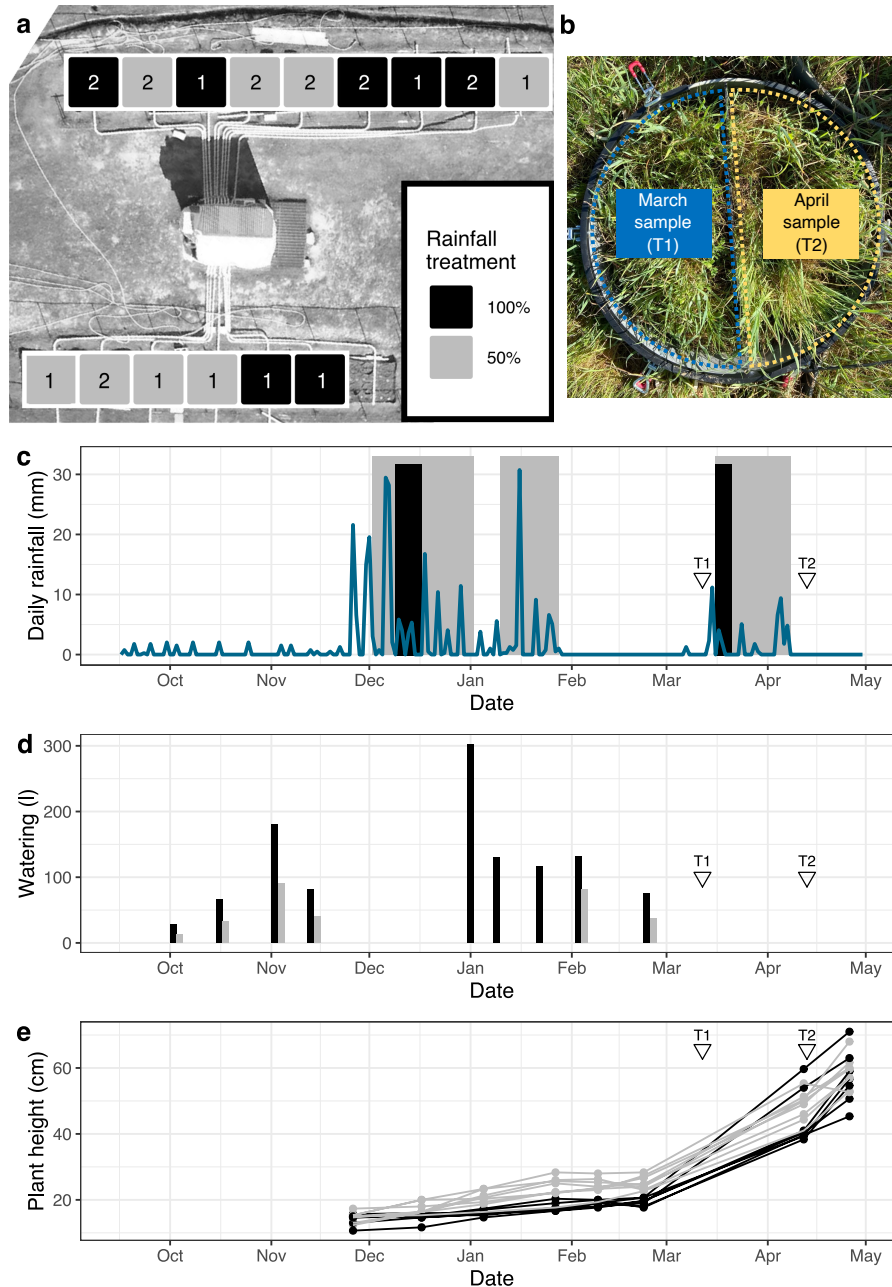 a
2 2 1 2 2 2 1 2 1
Rainfall
treatment
100%
50%
1 2 1 1 1 1
b
March
sample
(T1)
April
sample
(T2)
c
Daily rainfall (mm)
30
20
10
0
T1
T2
Oct Nov Dec Jan Feb Mar Apr May
Date
d
Watering (l)
300
200
100
0
T1
T2
Oct Nov Dec Jan Feb Mar Apr May
Date
e
Plant height (cm)
60
40
20
T1
T2
Oct Nov Dec Jan Feb Mar Apr May
Date